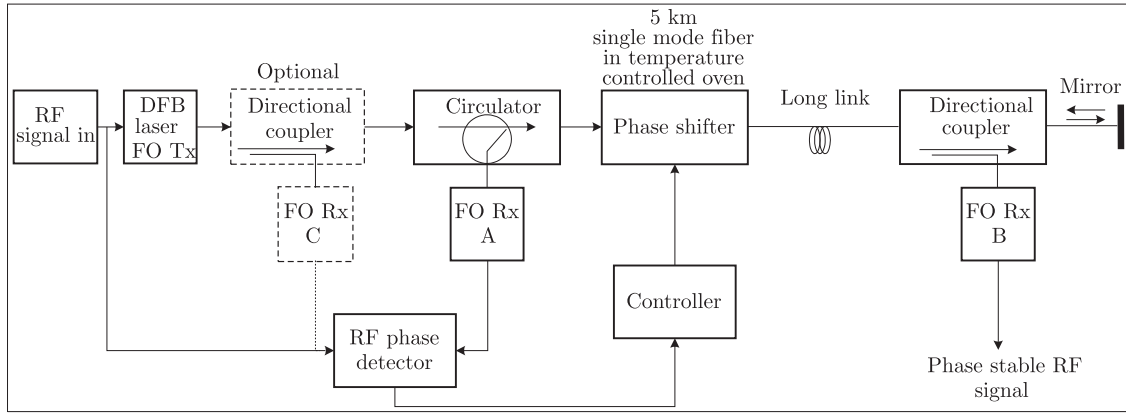 5 km
single mode fiber
in temperature
controlled oven
Optional
Mirror
RF
signal in
DFB
laser
FO Tx
Directional
coupler
Circulator
Phase shifter
Long link
Directional
coupler
FO Rx
C
FO Rx
A
FO Rx
B
Controller
RF phase
detector
Phase stable RF
signal